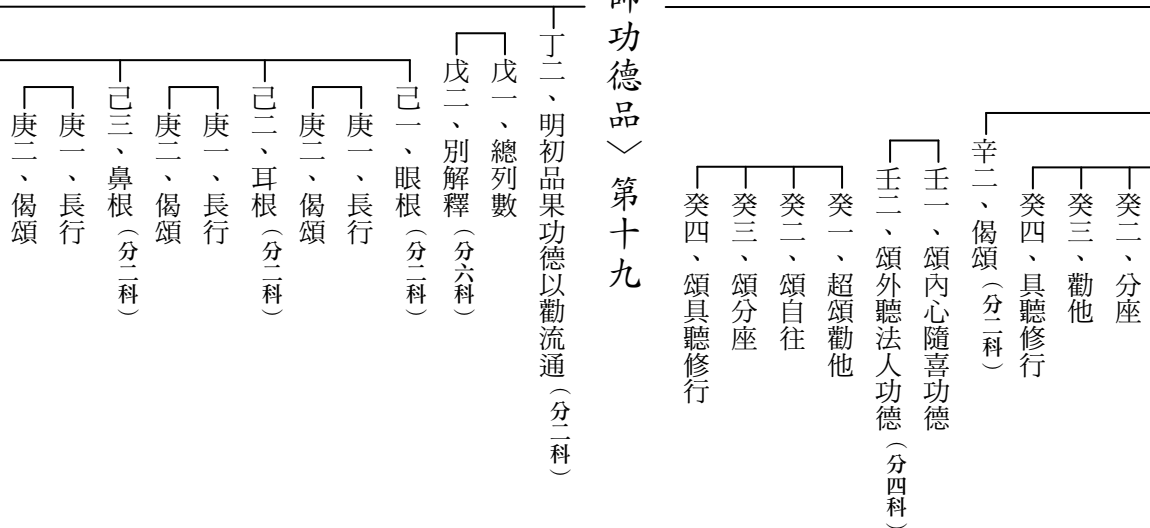 癸二、分座
癸三、勸他
癸四、具聽修行
辛二、偈頌（分二科）
壬一、頌內心隨喜功德
壬二、頌外聽法人功德（分四科）
癸一、超頌勸他
癸二、頌自往
癸三、頌分座
癸四、頌具聽修行
師功德品〉第十九
丁二、明初品果功德以勸流通（分二科）
戊一、總列數
戊二、別解釋（分六科）
己一、眼根（分二科）
庚一、長行
庚二、偈頌
己二、耳根（分二科）
庚一、長行
庚二、偈頌
己三、鼻根（分二科）
庚一、長行
庚二、偈頌